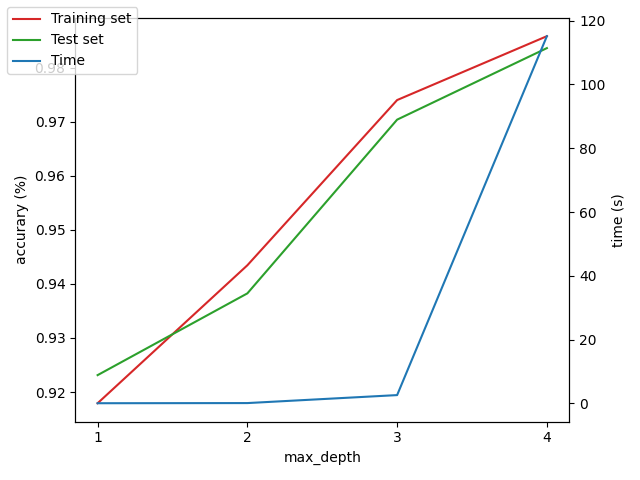 Training set
Test set
Time
0.98
0.97
0.96
0.95
0.94
0.93
0.92
accurary (%)
120
100
80
60
40
20
0
time (s)
1 2 3 4
max_depth